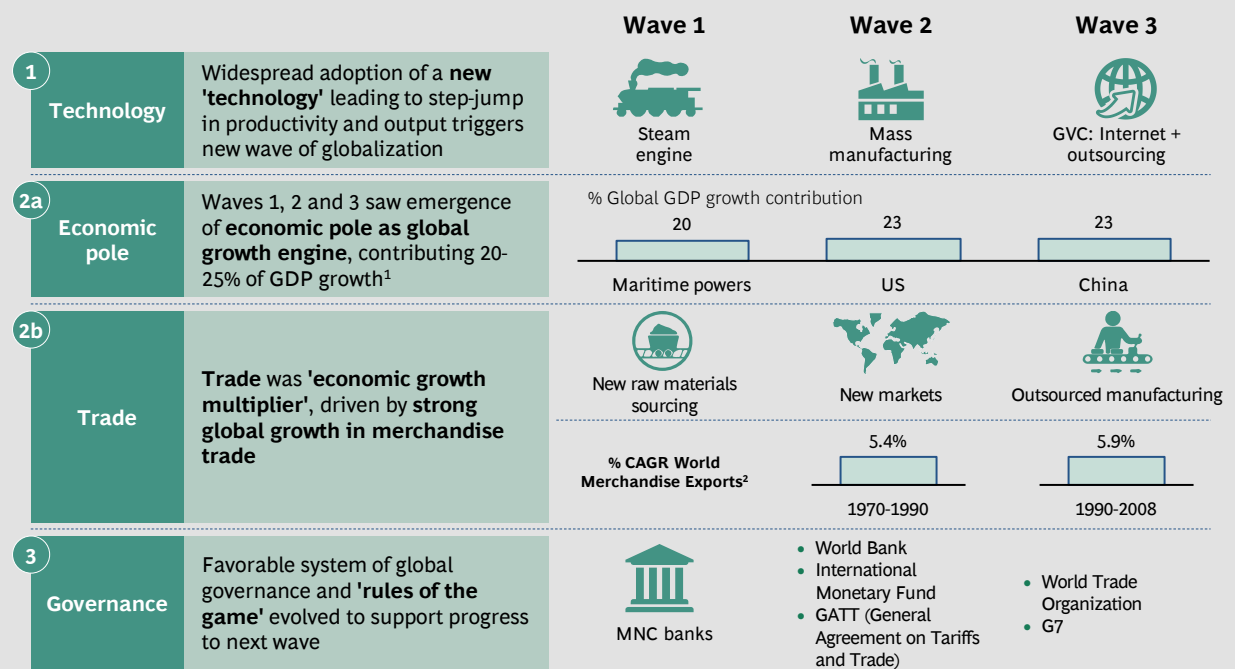 Wave 1
Wave 2
Wave 3
1
Technology
Widespread adoption of a new
'technology' leading to step-jump
in productivity and output triggers
new wave of globalization
Steam
engine
Mass
manufacturing
GVC: Internet +
outsourcing
2a
Economic
pole
Waves 1, 2 and 3 saw emergence
of economic pole as global
growth engine, contributing 20-
25% of GDP growth¹
% Global GDP growth contribution
20
23
23
Maritime powers
US
China
2b
Trade
Trade was 'economic growth
multiplier', driven by strong
global growth in merchandise
trade
New raw materials
sourcing
New markets
Outsourced manufacturing
% CAGR World
Merchandise Exports²
5.4%
5.9%
1970-1990
1990-2008
3
Governance
Favorable system of global
governance and 'rules of the
game' evolved to support progress
to next wave
MNC banks
• World Bank
• International
Monetary Fund
• GATT (General
Agreement on Tariffs
and Trade)
• World Trade
Organization
• G7